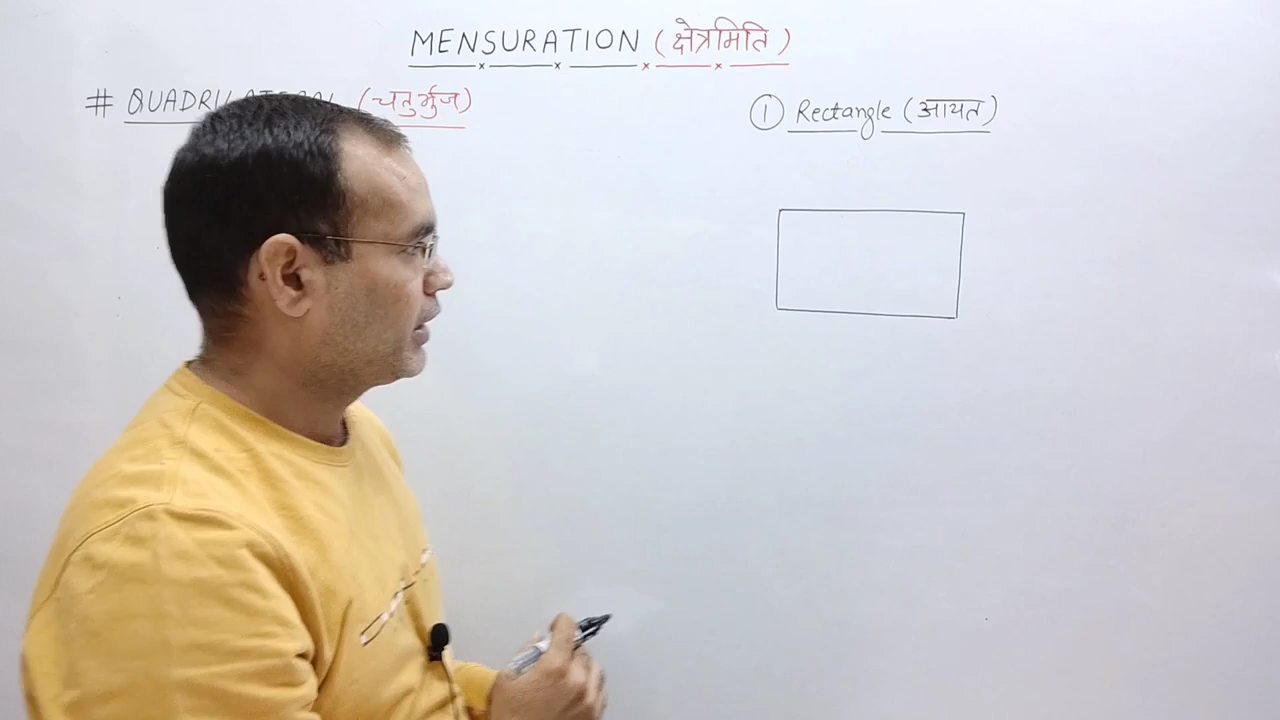 MENSURATION (क्षेत्रमिति)
# (चतुर्भुज)
① Rectangle (आयत)